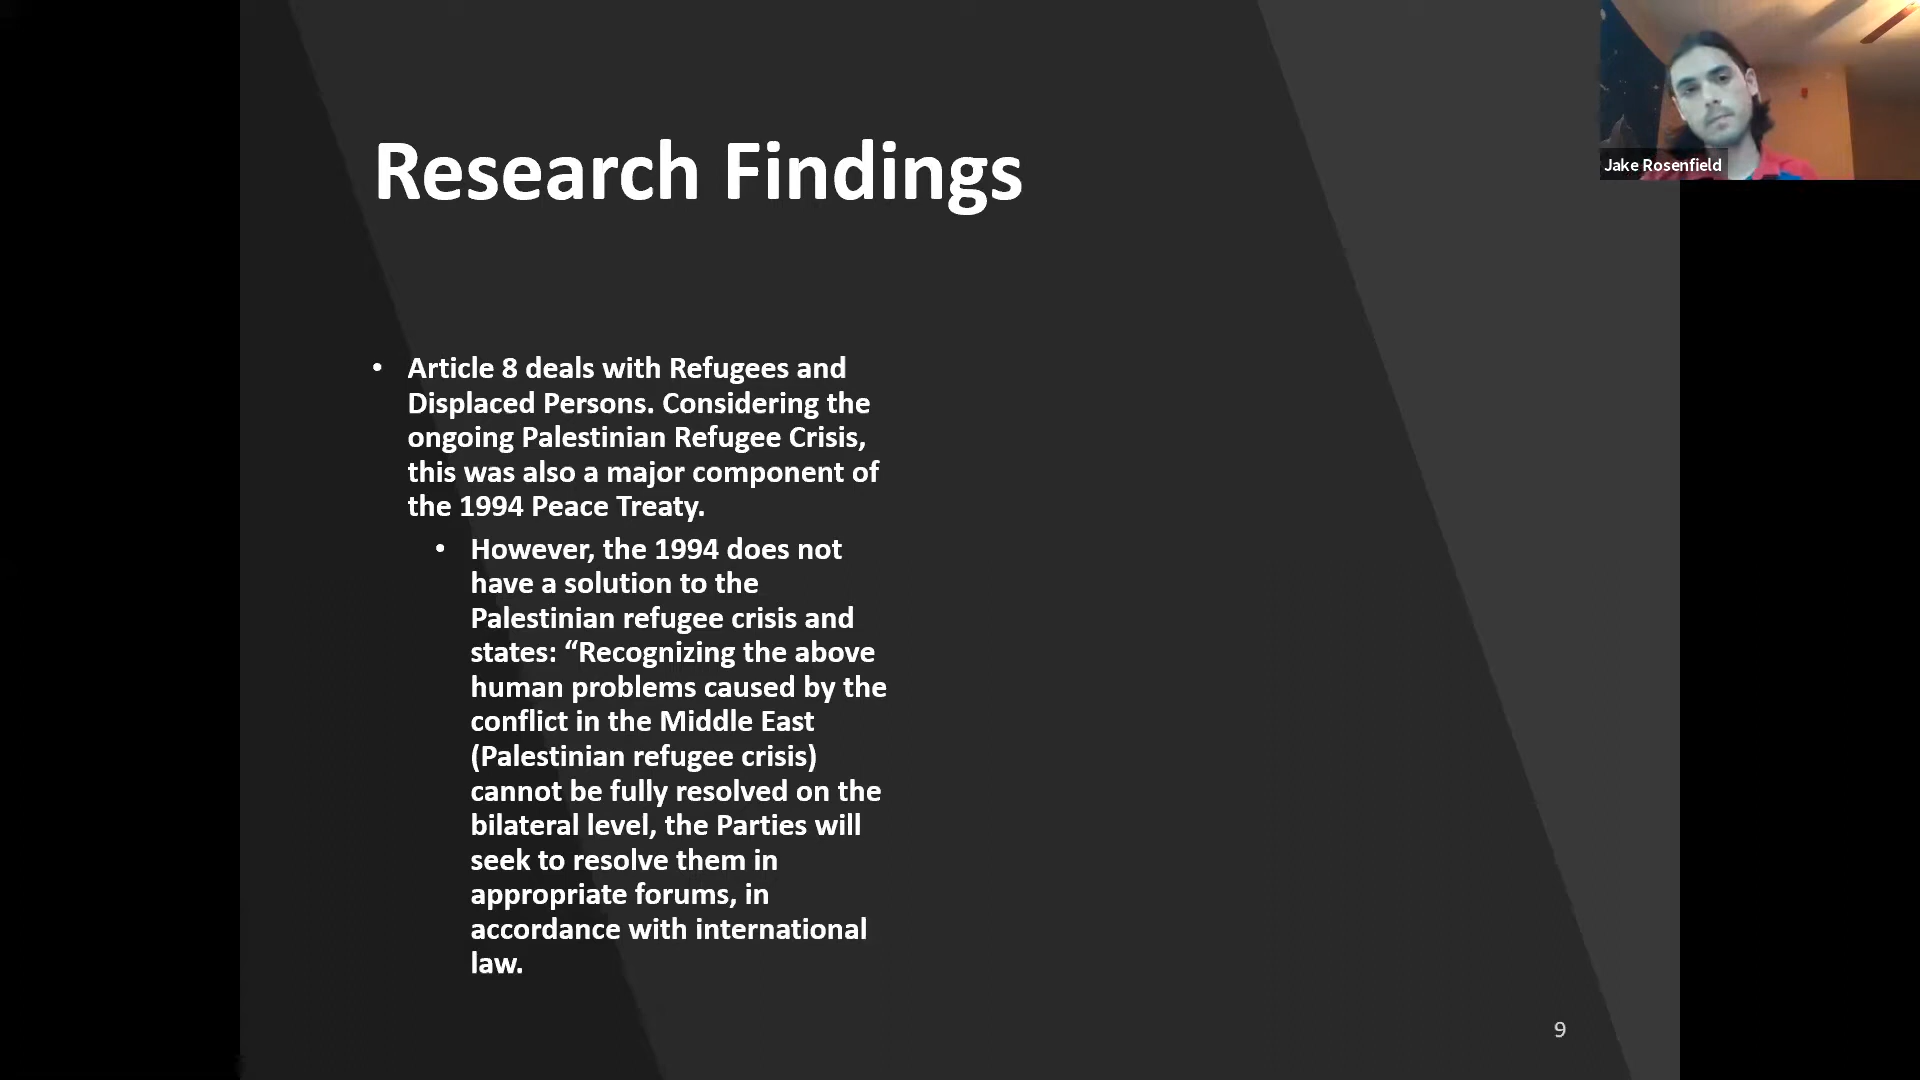 Research Findings
Jake Rosenfield
• Article 8 deals with Refugees and
Displaced Persons. Considering the
ongoing Palestinian Refugee Crisis,
this was also a major component of
the 1994 Peace Treaty.
• However, the 1994 does not
have a solution to the
Palestinian refugee crisis and
states: “Recognizing the above
human problems caused by the
conflict in the Middle East
(Palestinian refugee crisis)
cannot be fully resolved on the
bilateral level, the Parties will
seek to resolve them in
appropriate forums, in
accordance with international
law.
9